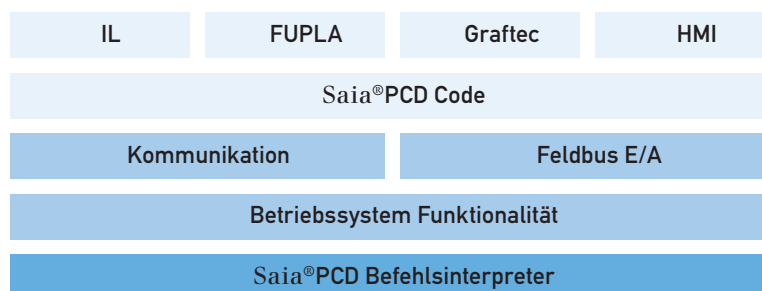 IL FUPLA Graftec HMI
Saia®PCD Code
Kommunikation Feldbus E/A
Betriebssystem Funktionalität
Saia®PCD Befehlsinterpreter